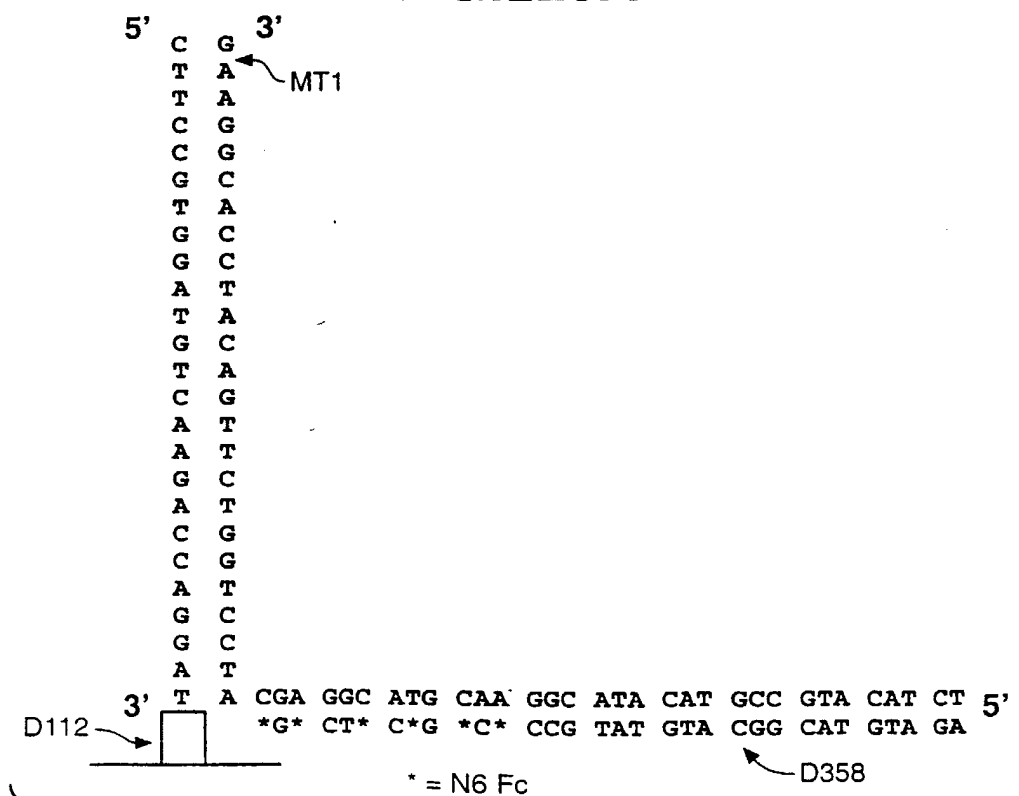 5’ C G 3’
T A
MT1
T A
C G
C G
G C
T A
G C
G C
A T
T A
G C
T A
C G
A T
A T
G C
A T
C G
C G
A T
G C
G C
A T
3’ T A CGA GGC ATG CAA GGC ATA CAT GCC GTA CAT CT 5’
D112 *G* CT* C*G *C* CCG TAT GTA CGG CAT GTA GA
D358
* = N6 Fc